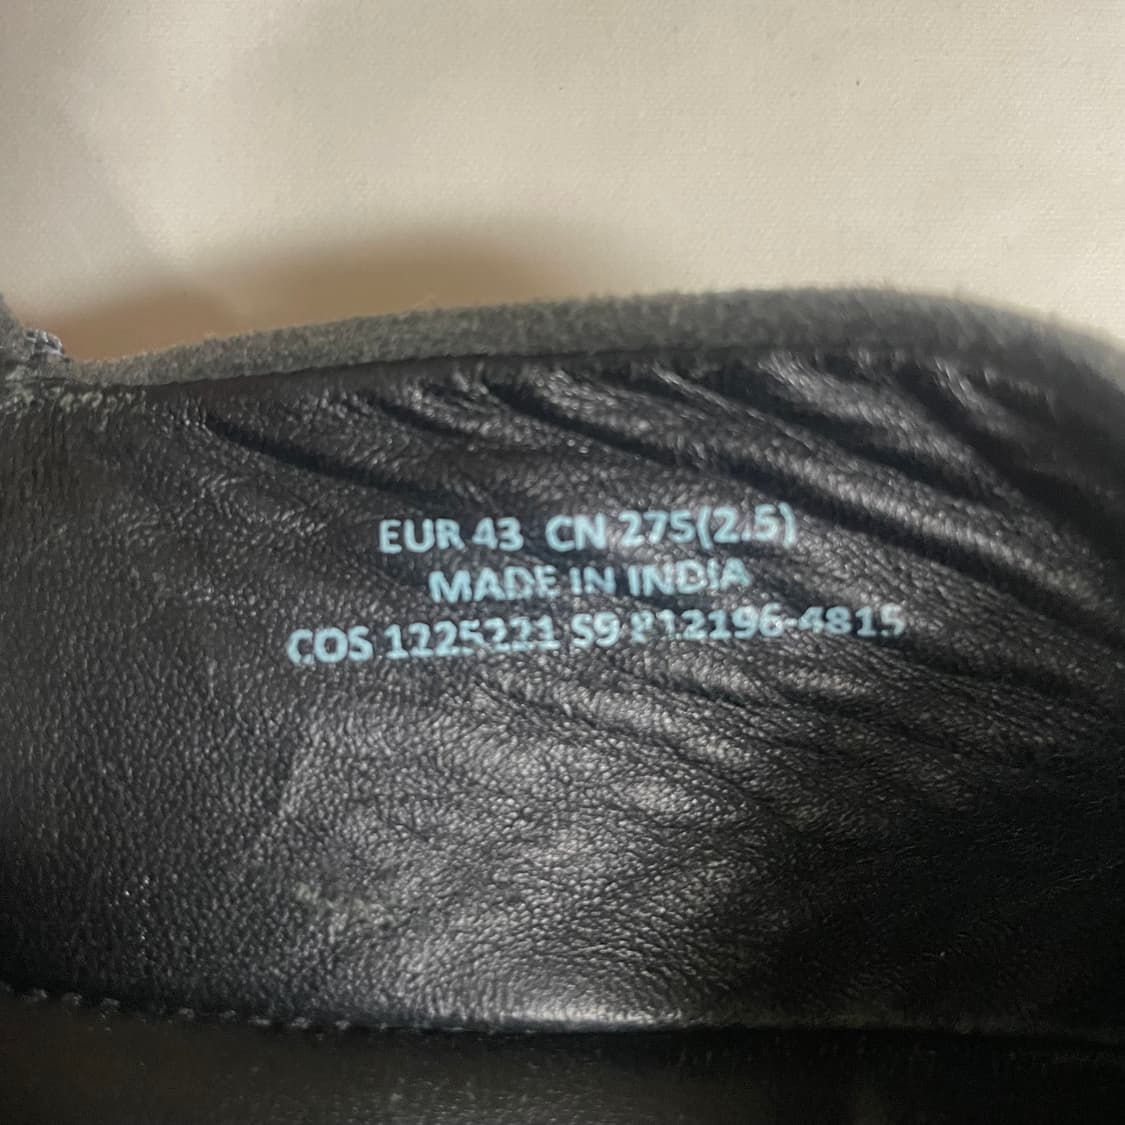 EUR 43 CN 275(2.5)
MADE IN INDIA
COS 1225221 S9 812196-4815